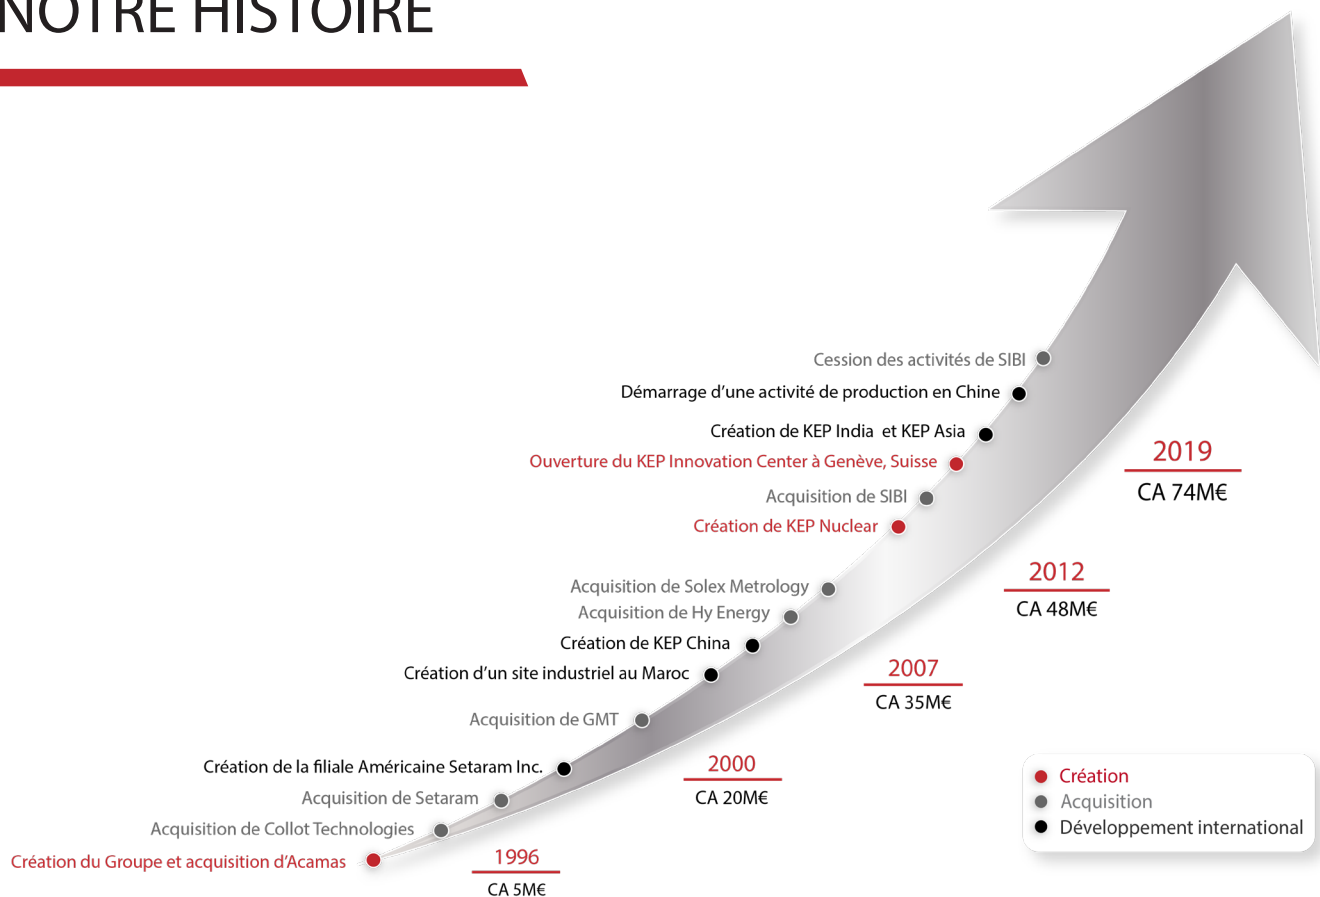 NOTRE HISTOIRE
Cession des activités de SIBI
Démarrage d'une activité de production en Chine
Création de KEP India et KEP Asia
Ouverture du KEP Innovation Center à Genève, Suisse
Acquisition de SIBI
Création de KEP Nuclear
Acquisition de Solex Metrology
Acquisition de Hy Energy
Création de KEP China
Création d'un site industriel au Maroc
Acquisition de GMT
Création de la filiale Américaine Setaram Inc.
Acquisition de Setaram
Acquisition de Collot Technologies
Création du Groupe et acquisition d'Acamas
2019
CA 74M€
2012
CA 48M€
2007
CA 35M€
2000
CA 20M€
1996
CA 5M€
Création
Acquisition
Développement international